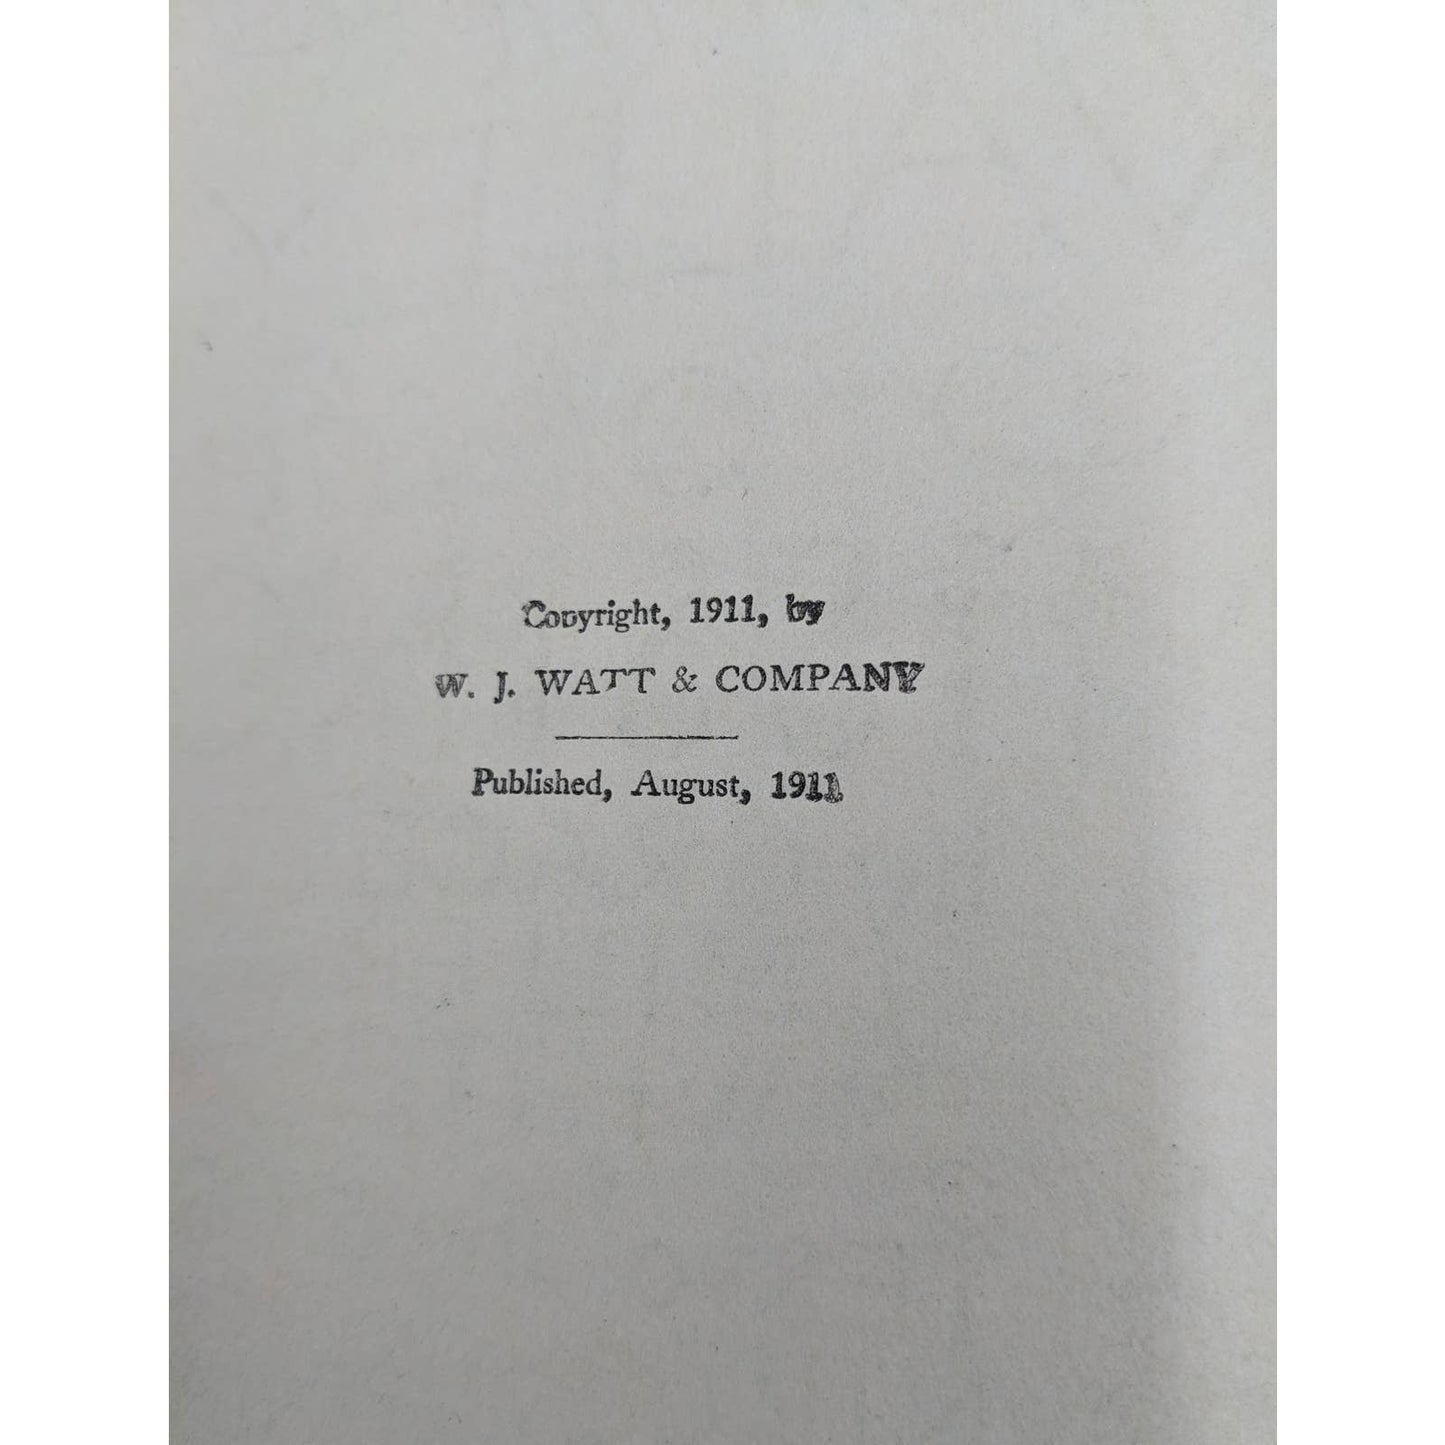 Copyright, 1911, by
W. J. WATT & COMPANY
Published, August, 1911